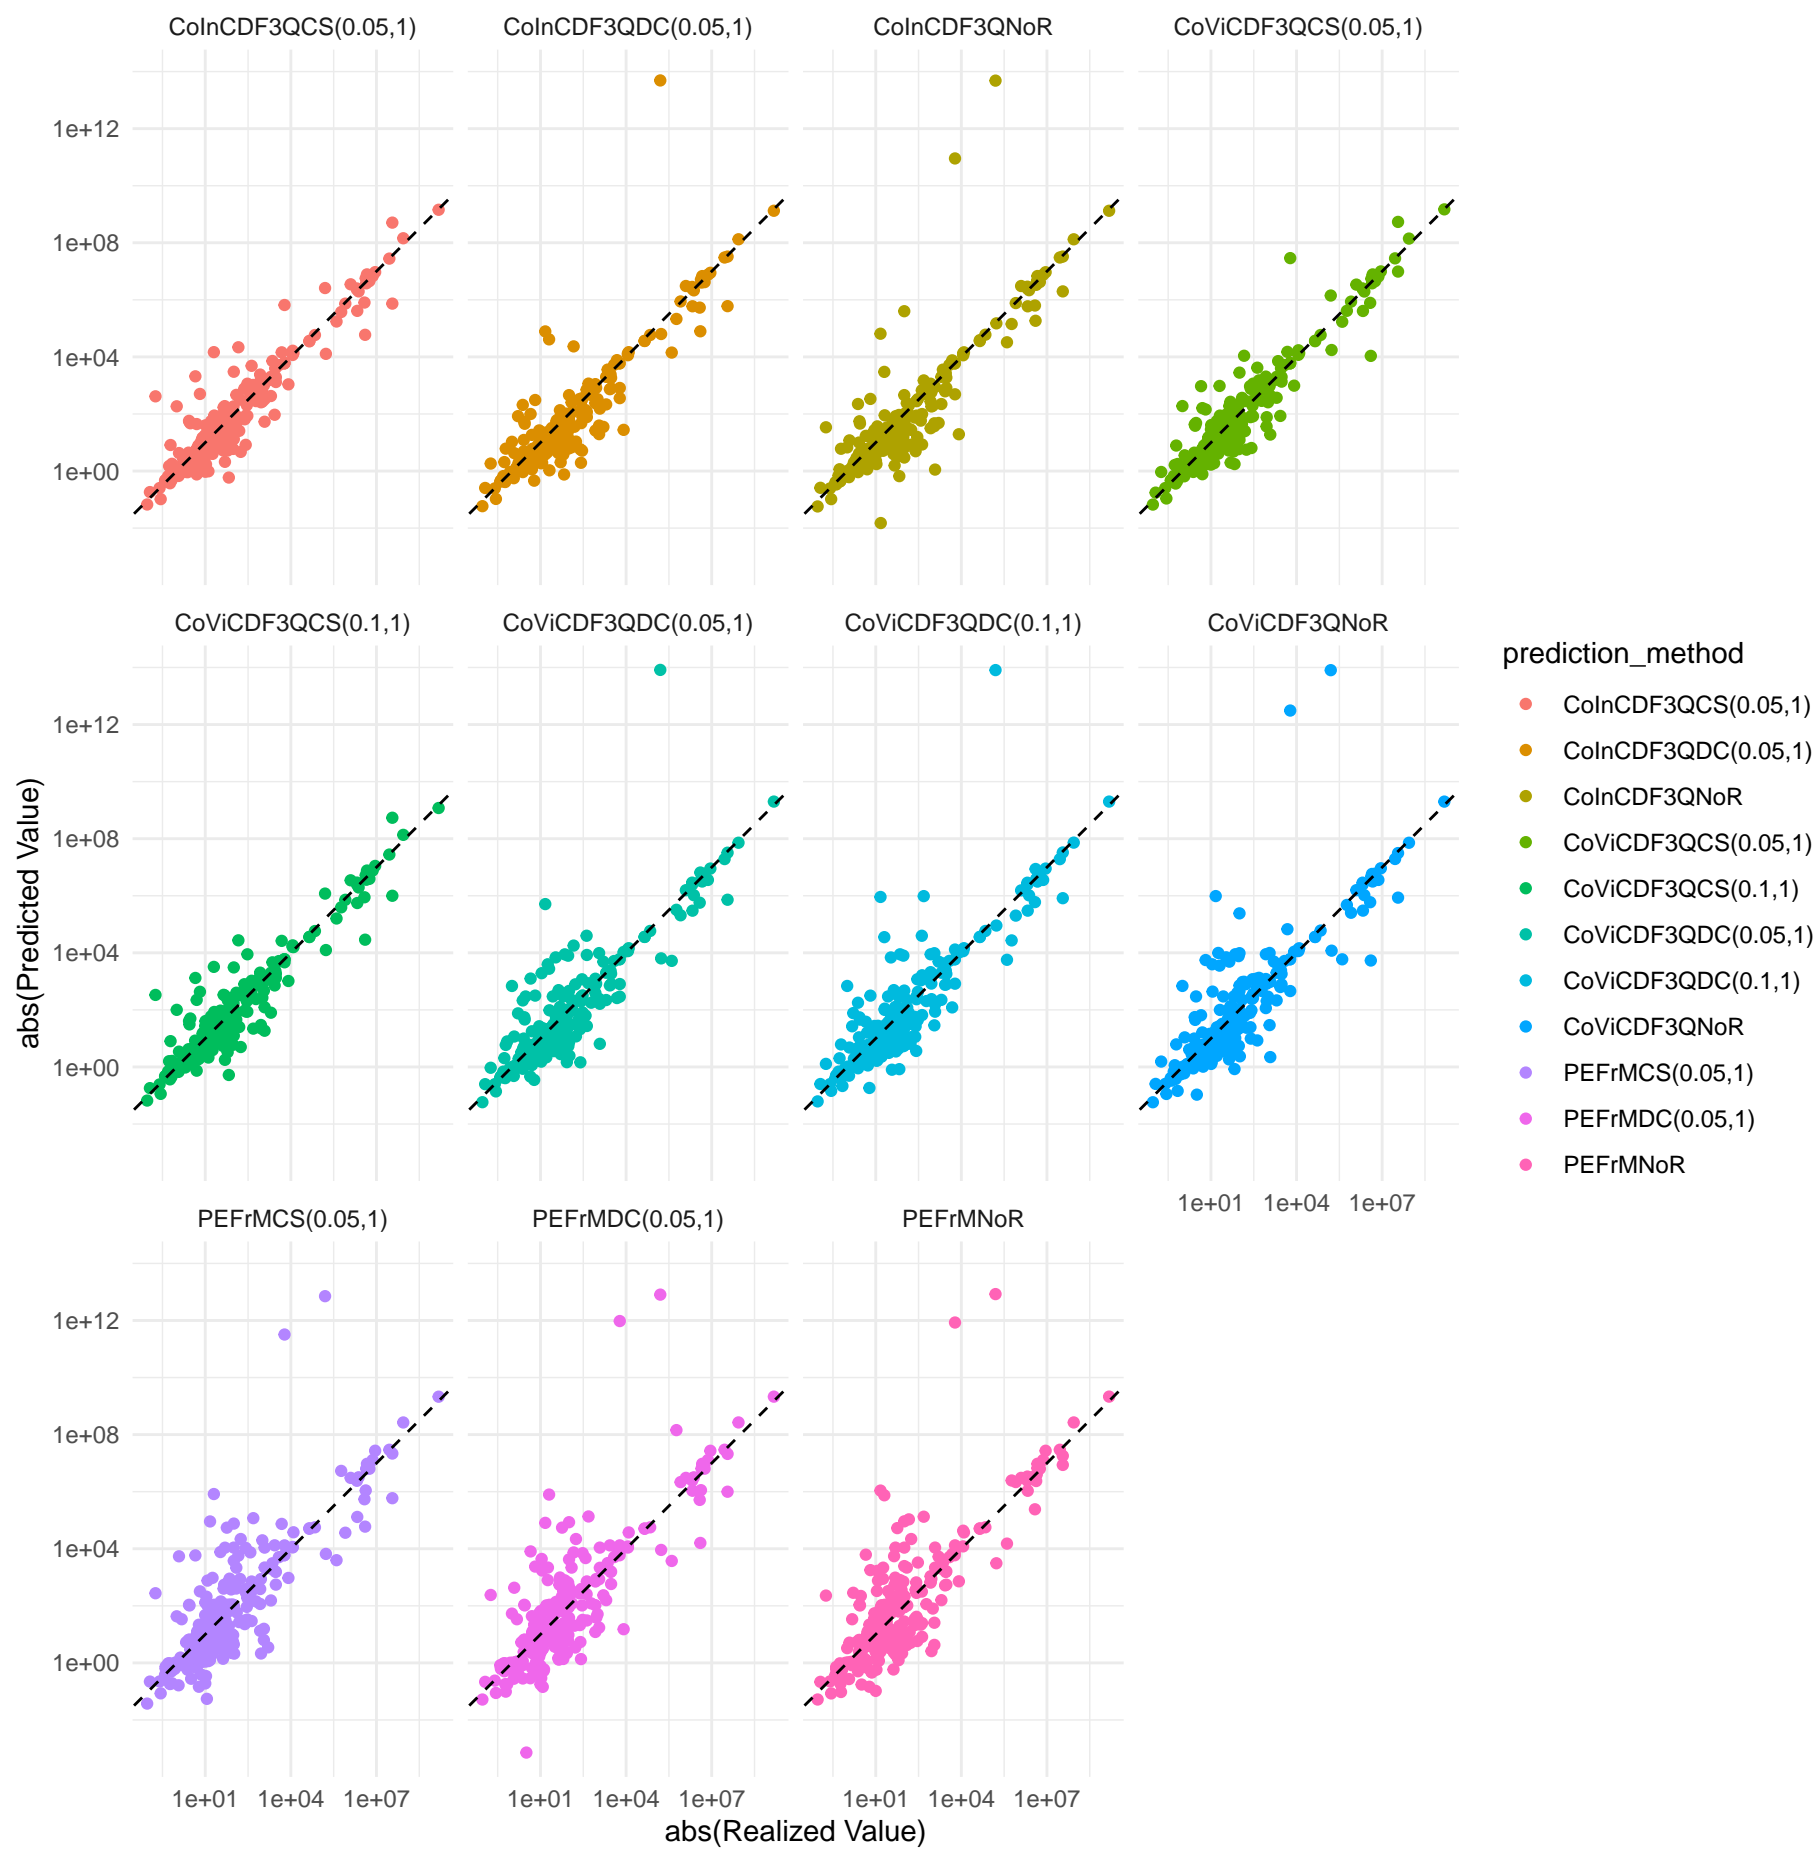 CoInCDF3QCS(0.05,1)
CoInCDF3QDC(0.05,1)
CoInCDF3QNoR
CoViCDF3QCS(0.05,1)
1e+12
1e+08
1e+04
1e+00
CoViCDF3QCS(0.1,1)
CoViCDF3QDC(0.05,1)
CoViCDF3QDC(0.1,1)
CoViCDF3QNoR
1e+12
1e+08
1e+04
1e+00
1e+01 1e+04 1e+07
abs(Predicted Value)
PEFrMCS(0.05,1)
PEFrMDC(0.05,1)
PEFrMNoR
1e+12
1e+08
1e+04
1e+00
1e+01 1e+04 1e+07
1e+01 1e+04 1e+07
1e+01 1e+04 1e+07
abs(Realized Value)
prediction_method
CoInCDF3QCS(0.05,1)
CoInCDF3QDC(0.05,1)
CoInCDF3QNoR
CoViCDF3QCS(0.05,1)
CoViCDF3QCS(0.1,1)
CoViCDF3QDC(0.05,1)
CoViCDF3QDC(0.1,1)
CoViCDF3QNoR
PEFrMCS(0.05,1)
PEFrMDC(0.05,1)
PEFrMNoR